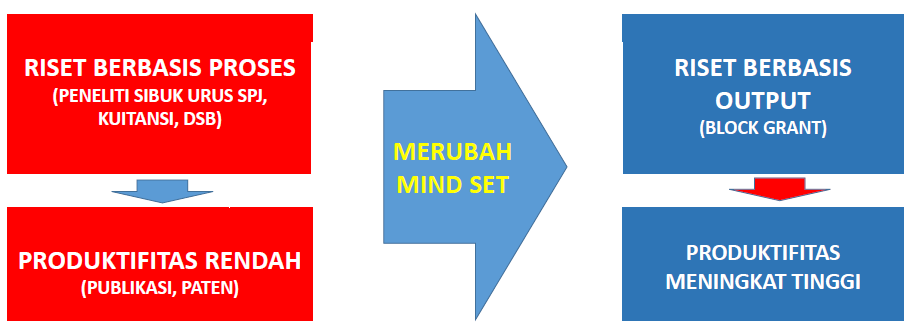 RISET BERBASIS PROSES
(PENELITI SIBUK URUS SPJ,
KUITANSI, DSB)
PRODUKTIFITAS RENDAH
(PUBLIKASI, PATEN)
MERUBAH
MIND SET
RISET BERBASIS
OUTPUT
(BLOCK GRANT)
PRODUKTIFITAS
MENINGKAT TINGGI